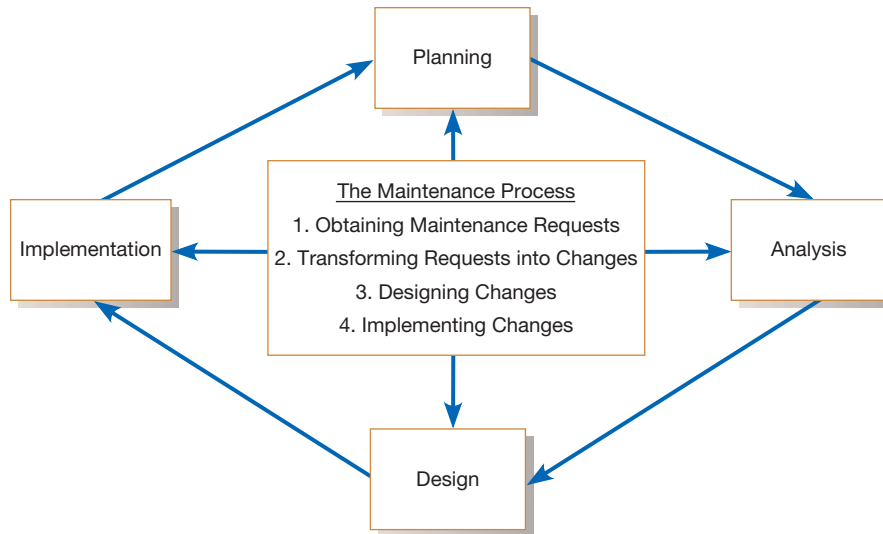 Planning
The Maintenance Process
1. Obtaining Maintenance Requests
2. Transforming Requests into Changes
3. Designing Changes
4. Implementing Changes
Implementation
Analysis
Design